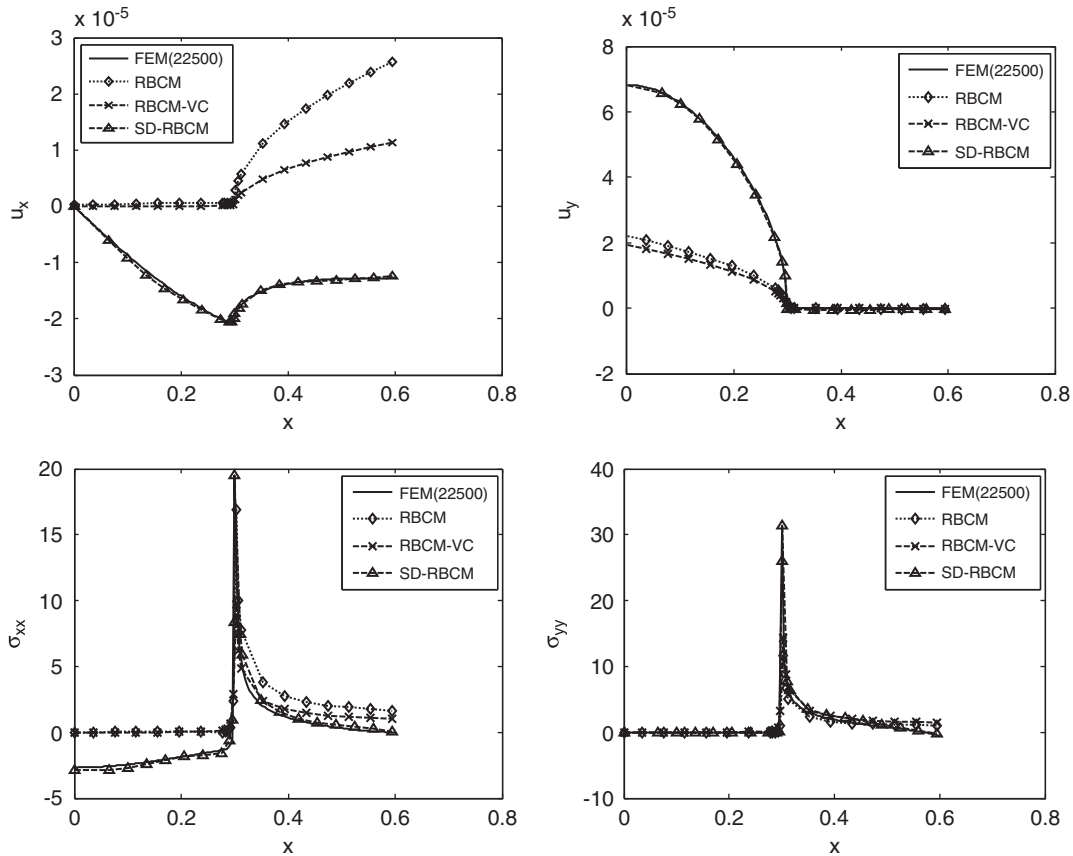 x 10⁻⁵
3
2
1
0
-1
-2
-3
u_x
0
0.2
0.4
0.6
0.8
x
FEM(22500)
RBCM
RBCM-VC
SD-RBCM
x 10⁻⁵
8
6
4
2
0
-2
u_y
0
0.2
0.4
0.6
0.8
x
FEM(22500)
RBCM
RBCM-VC
SD-RBCM
20
15
10
5
0
-5
σ_xx
0
0.2
0.4
0.6
0.8
x
FEM(22500)
RBCM
RBCM-VC
SD-RBCM
40
30
20
10
0
-10
σ_yy
0
0.2
0.4
0.6
0.8
x
FEM(22500)
RBCM
RBCM-VC
SD-RBCM